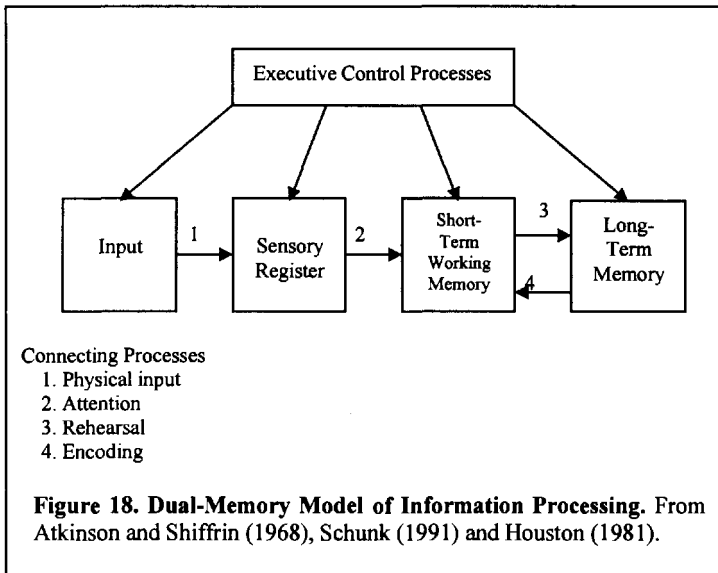 Executive Control Processes
Input
1
Sensory
Register
2
Short-
Term
Working
Memory
3
4
Long-
Term
Memory
Connecting Processes
1. Physical input
2. Attention
3. Rehearsal
4. Encoding
Figure 18. Dual-Memory Model of Information Processing. From
Atkinson and Shiffrin (1968), Schunk (1991) and Houston (1981).